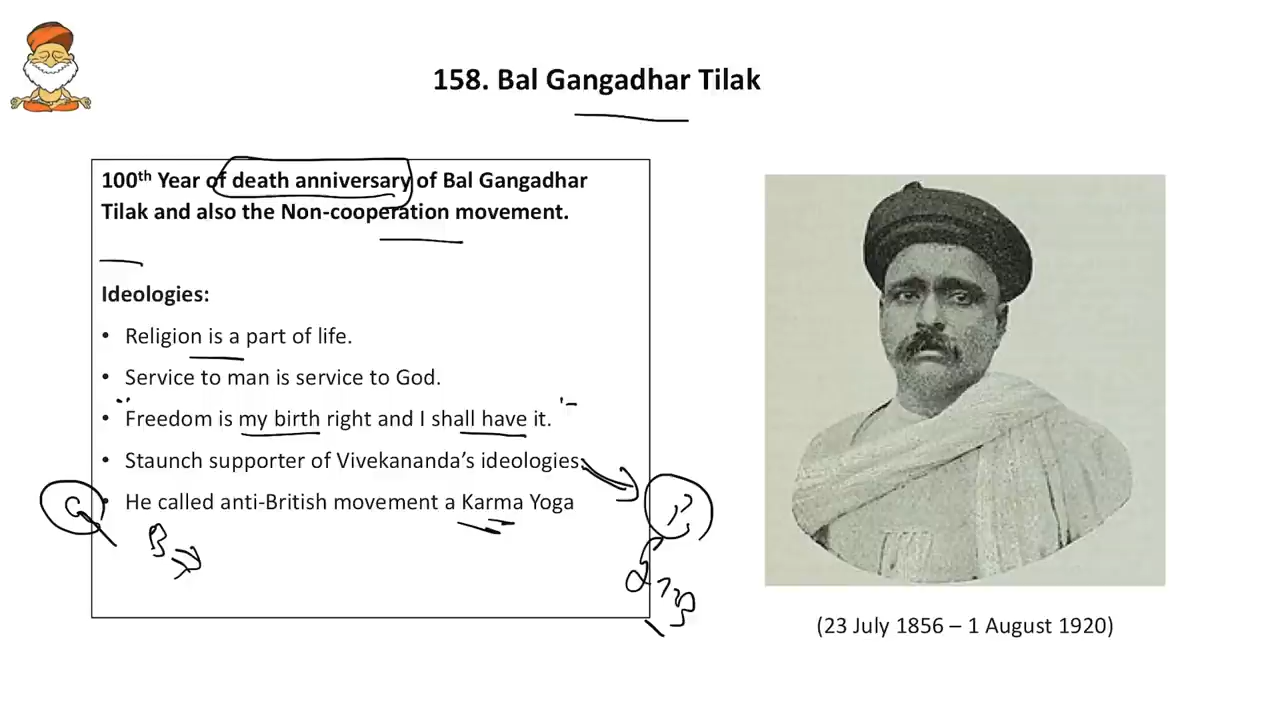 158. Bal Gangadhar Tilak
100th Year of death anniversary of Bal Gangadhar
Tilak and also the Non-cooperation movement.
Ideologies:
• Religion is a part of life.
• Service to man is service to God.
• Freedom is my birth right and I shall have it.
• Staunch supporter of Vivekananda’s ideologies.
• He called anti-British movement a Karma Yoga
(23 July 1856 – 1 August 1920)